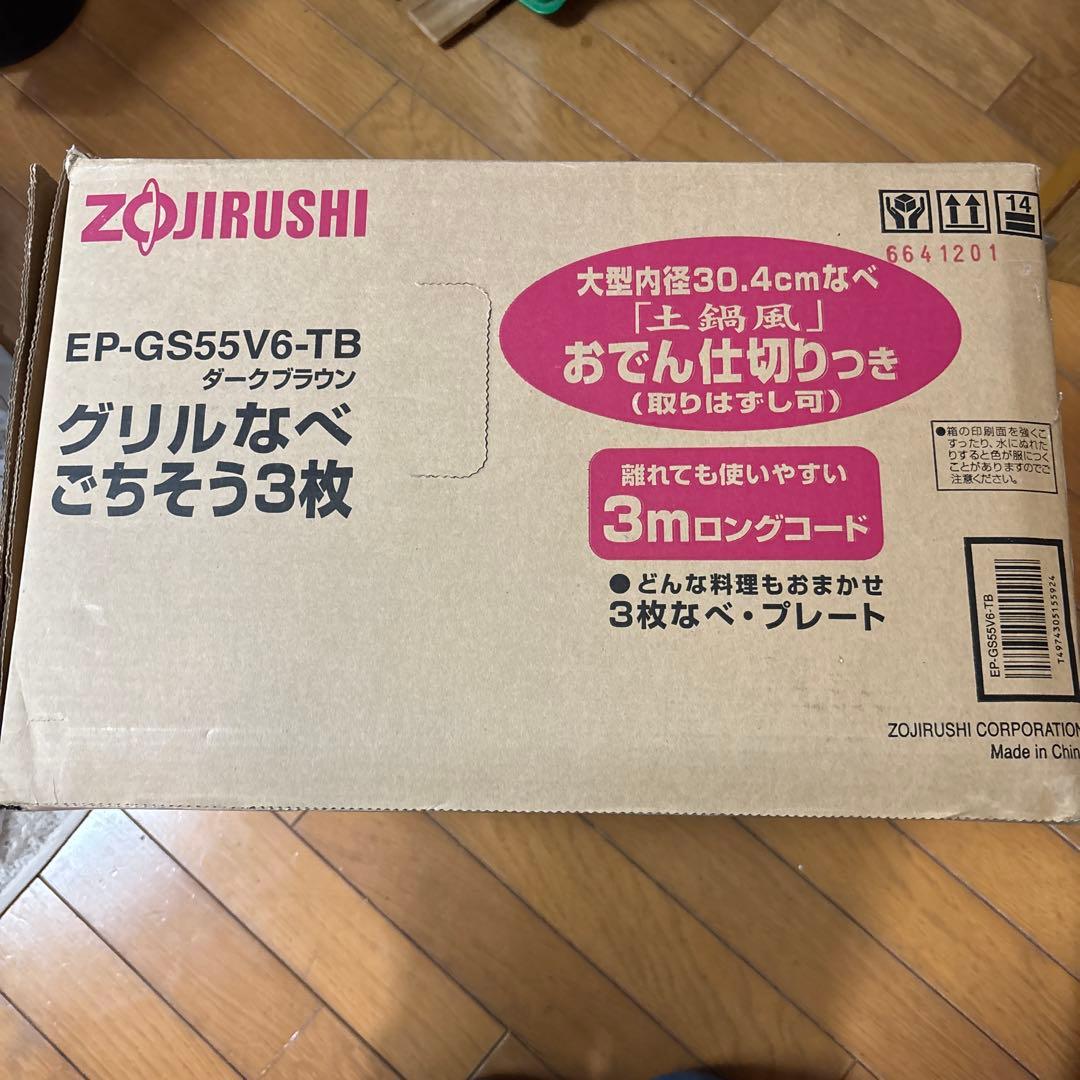 ZOJIRUSHI
14
6641201
大型内径30.4cmなべ
「土鍋風」
おでん仕切りつき
(取りはずし可)
EP-GS55V6-TB
ダークブラウン
グリルなべ
ごちそう3枚
●箱の印刷面を強くこ
すったり、水にぬれた
りすると色が服につく
ことがありますのでご
注意ください。
離れても使いやすい
3mロングコード
●どんな料理もおまかせ
3枚なべ・プレート
EP-GS55V6-TB
T4974305155924
ZOJIRUSHI CORPORATION
Made in Chin